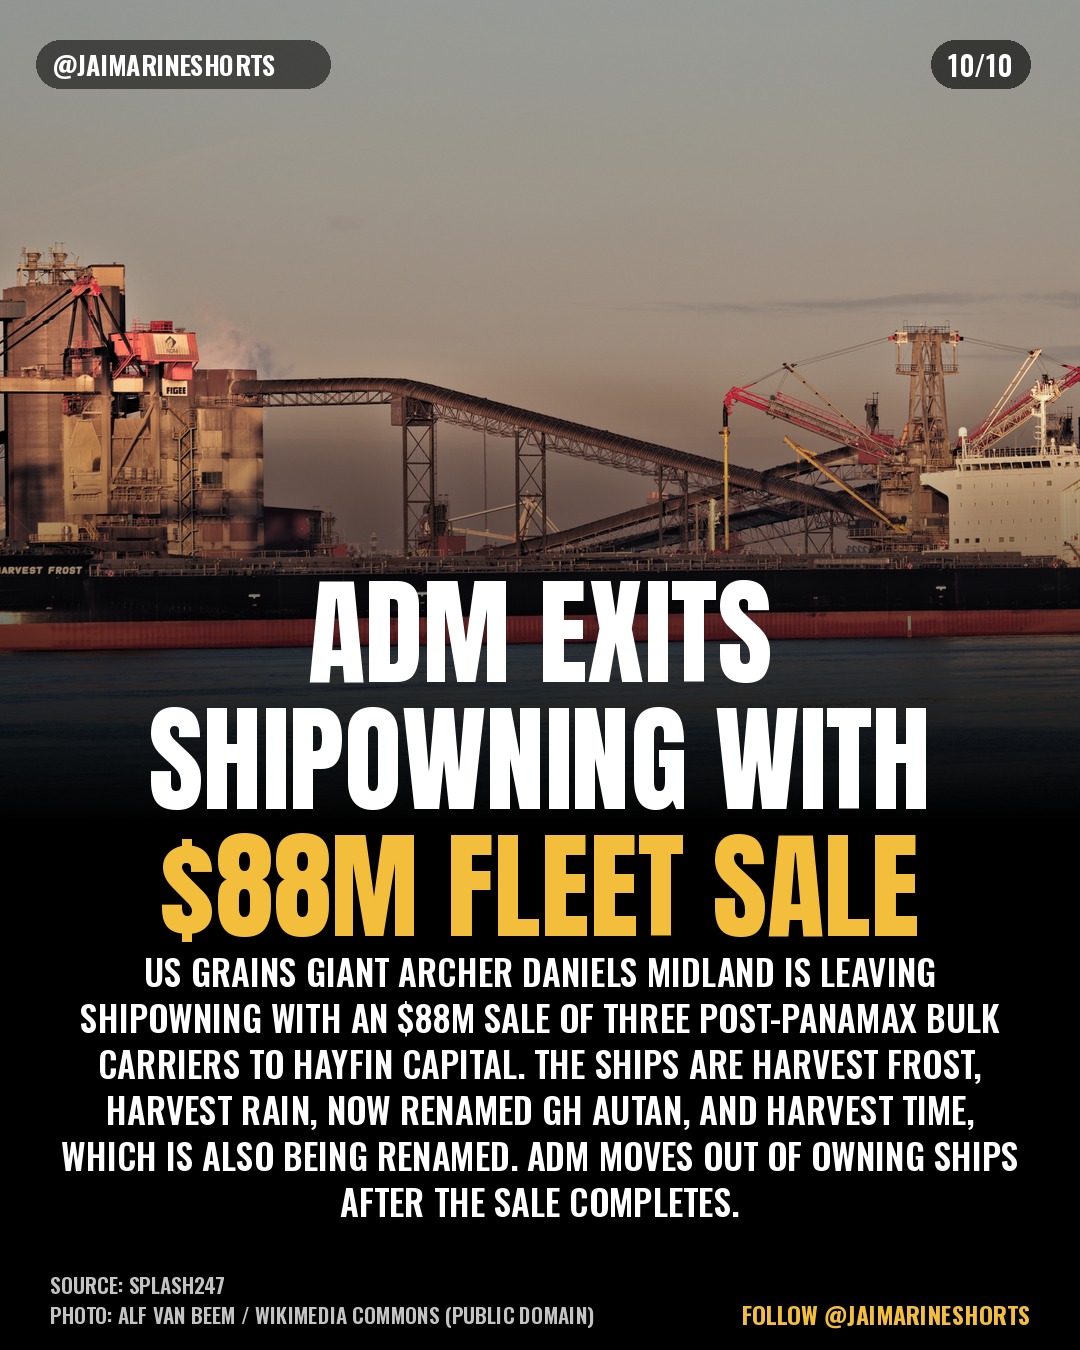 @JAIMARINESHORTS
10/10
FIGEE
HARVEST FROST
ADM EXITS
SHIPOWNING WITH
$88M FLEET SALE
US GRAINS GIANT ARCHER DANIELS MIDLAND IS LEAVING
SHIPOWNING WITH AN $88M SALE OF THREE POST-PANAMAX BULK
CARRIERS TO HAYFIN CAPITAL. THE SHIPS ARE HARVEST FROST,
HARVEST RAIN, NOW RENAMED GH AUTAN, AND HARVEST TIME,
WHICH IS ALSO BEING RENAMED. ADM MOVES OUT OF OWNING SHIPS
AFTER THE SALE COMPLETES.
SOURCE: SPLASH247
PHOTO: ALF VAN BEEM / WIKIMEDIA COMMONS (PUBLIC DOMAIN)
FOLLOW @JAIMARINESHORTS